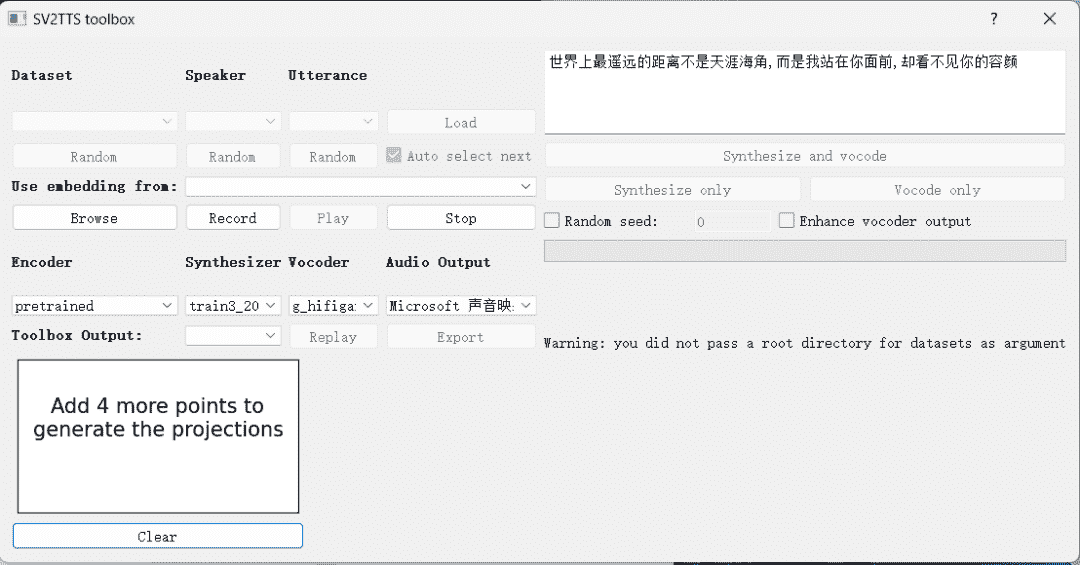 SV2TTS toolbox
Dataset Speaker Utterance
Load
Random Random Random Auto select next
Use embedding from:
Browse Record Play Stop
Encoder Synthesizer Vocoder Audio Output
pretrained train3_20 g_hifiga Microsoft 声音映
Toolbox Output: Replay Export
Add 4 more points to
generate the projections
Clear
世界上最遥远的距离不是天涯海角,而是我站在你面前,却看不见你的容颜
Synthesize and vocode
Synthesize only Vocode only
Random seed: 0 Enhance vocoder output
Warning: you did not pass a root directory for datasets as argument